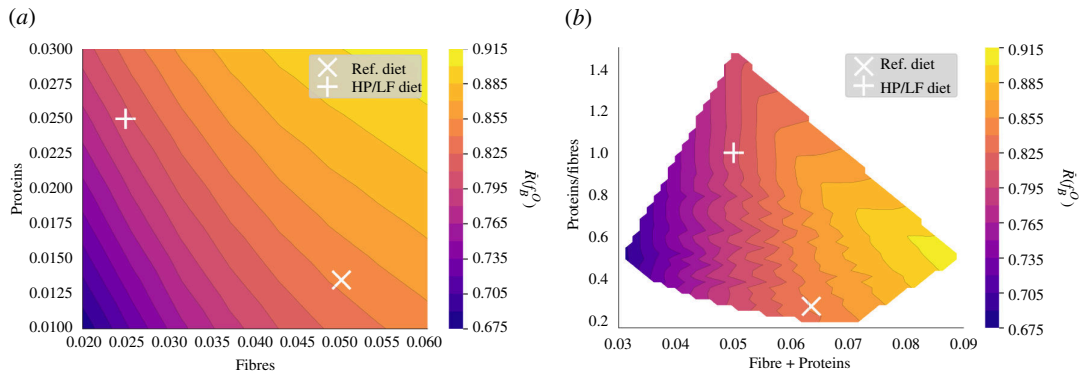 (a)
0.0300
0.0275
0.0250
0.0225
0.0200
0.0175
0.0150
0.0125
0.0100
Proteins
0.020 0.025 0.030 0.035 0.040 0.045 0.050 0.055 0.060
Fibres
Ref. diet
HP/LF diet
0.915
0.885
0.855
0.825
0.795
0.765
0.735
0.705
0.675
(b)
1.4
1.2
1.0
0.8
0.6
0.4
0.2
Proteins/fibres
0.03 0.04 0.05 0.06 0.07 0.08 0.09
Fibre + Proteins
Ref. diet
HP/LF diet
0.915
0.885
0.855
0.825
0.795
0.765
0.735
0.705
0.675